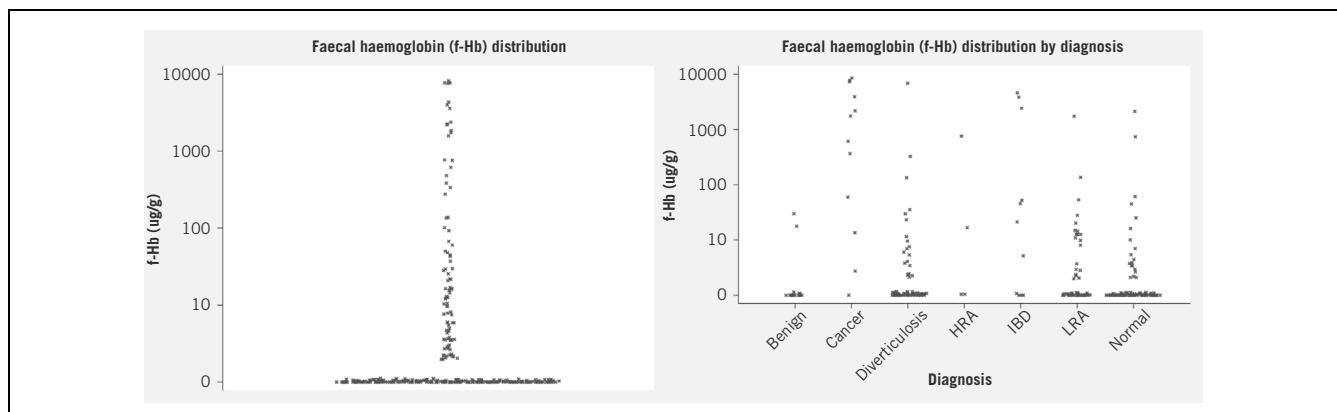 Faecal haemoglobin (f-Hb) distribution
f-Hb (ug/g)
10000
1000
100
10
0
Faecal haemoglobin (f-Hb) distribution by diagnosis
f-Hb (ug/g)
10000
1000
100
10
0
Benign
Cancer
Diverticulosis
HRA
IBD
LRA
Normal
Diagnosis